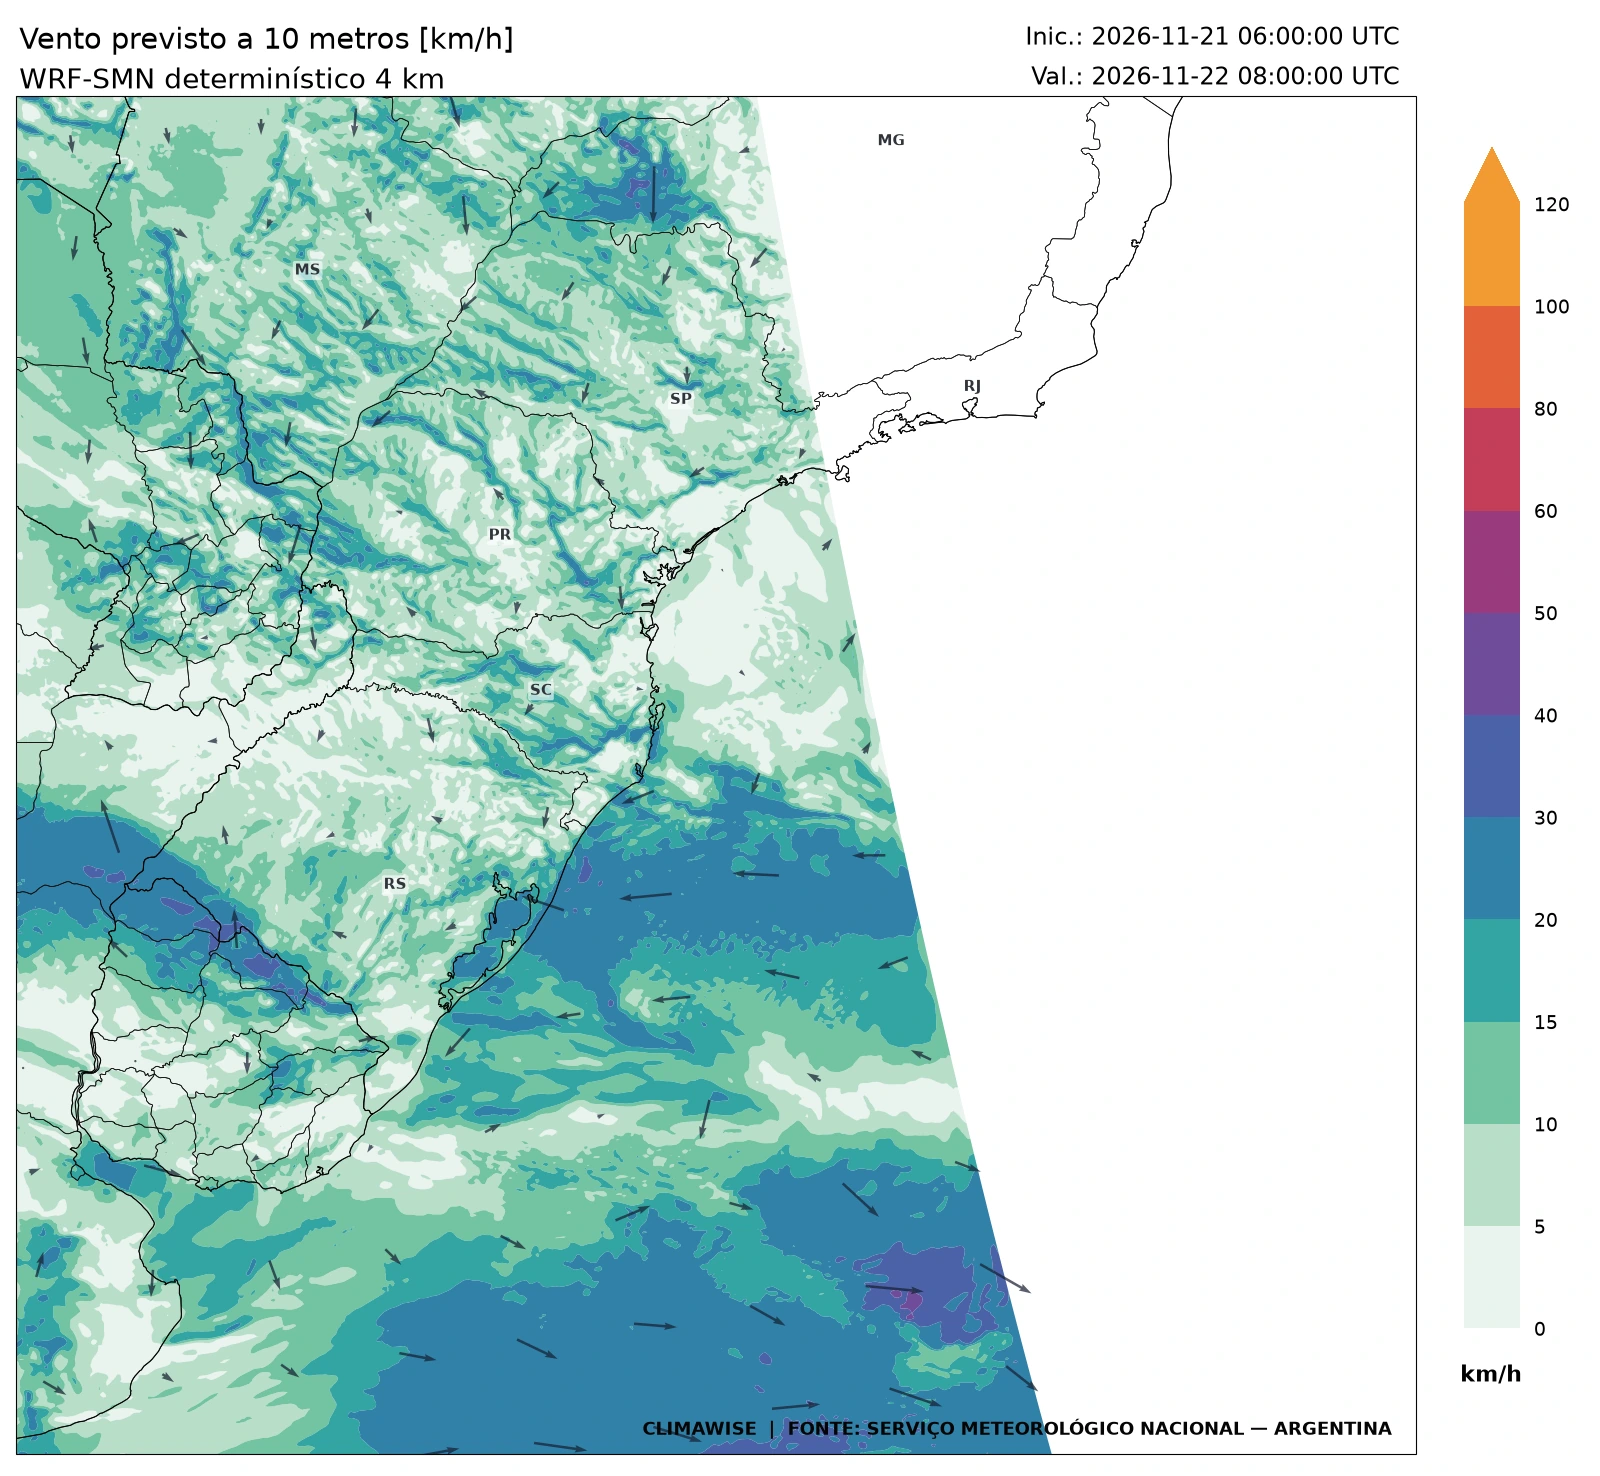 Vento previsto a 10 metros [km/h]
WRF-SMN determinístico 4 km
Inic.: 2026-11-21 06:00:00 UTC
Val.: 2026-11-22 08:00:00 UTC
MG
MS
RJ
SP
PR
SC
RS
120
100
80
60
50
40
30
20
15
10
5
0
km/h
CLIMAWISE | FONTE: SERVIÇO METEOROLÓGICO NACIONAL — ARGENTINA